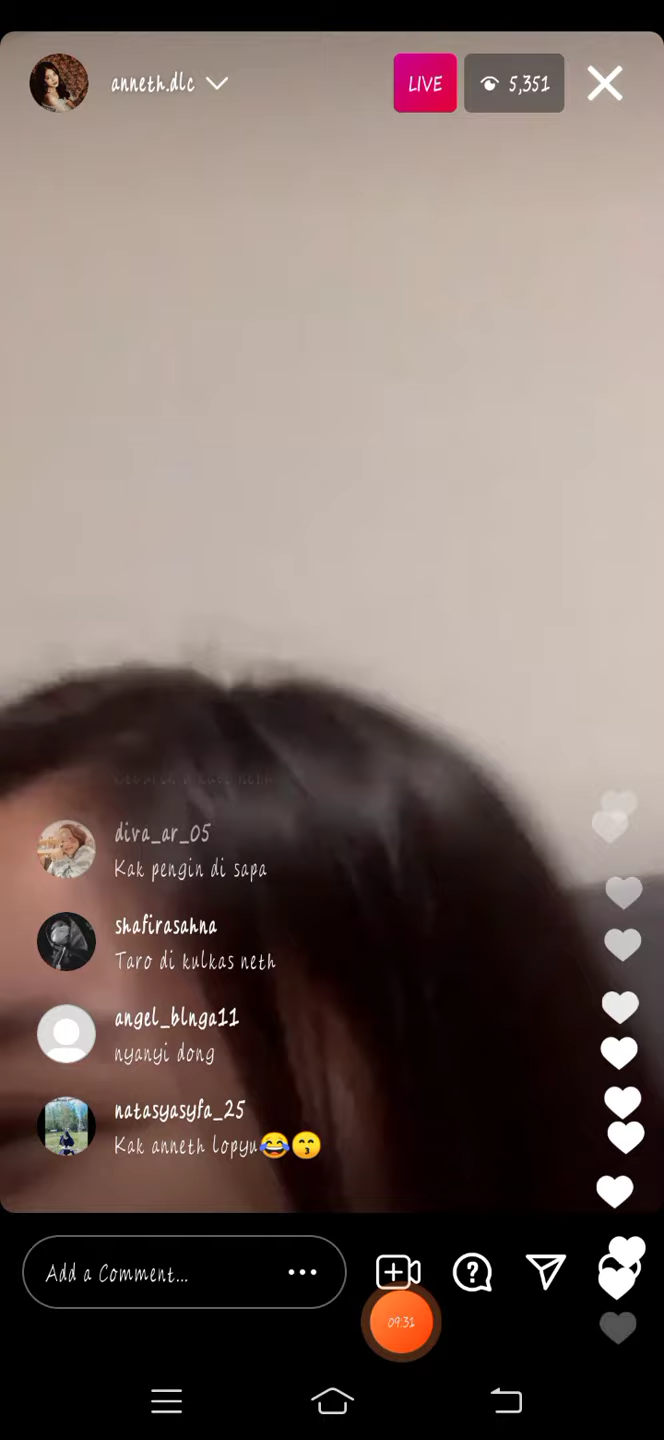 anneth.dlc
LIVE
5,351
diva_ar_05
Kak pengin di sapa
shafirasahna
Taro di kulkas neth
angel_blnga11
nyanyi dong
natasyasyfa_25
Kak anneth lopyu😂😙
Add a Comment...
09:31